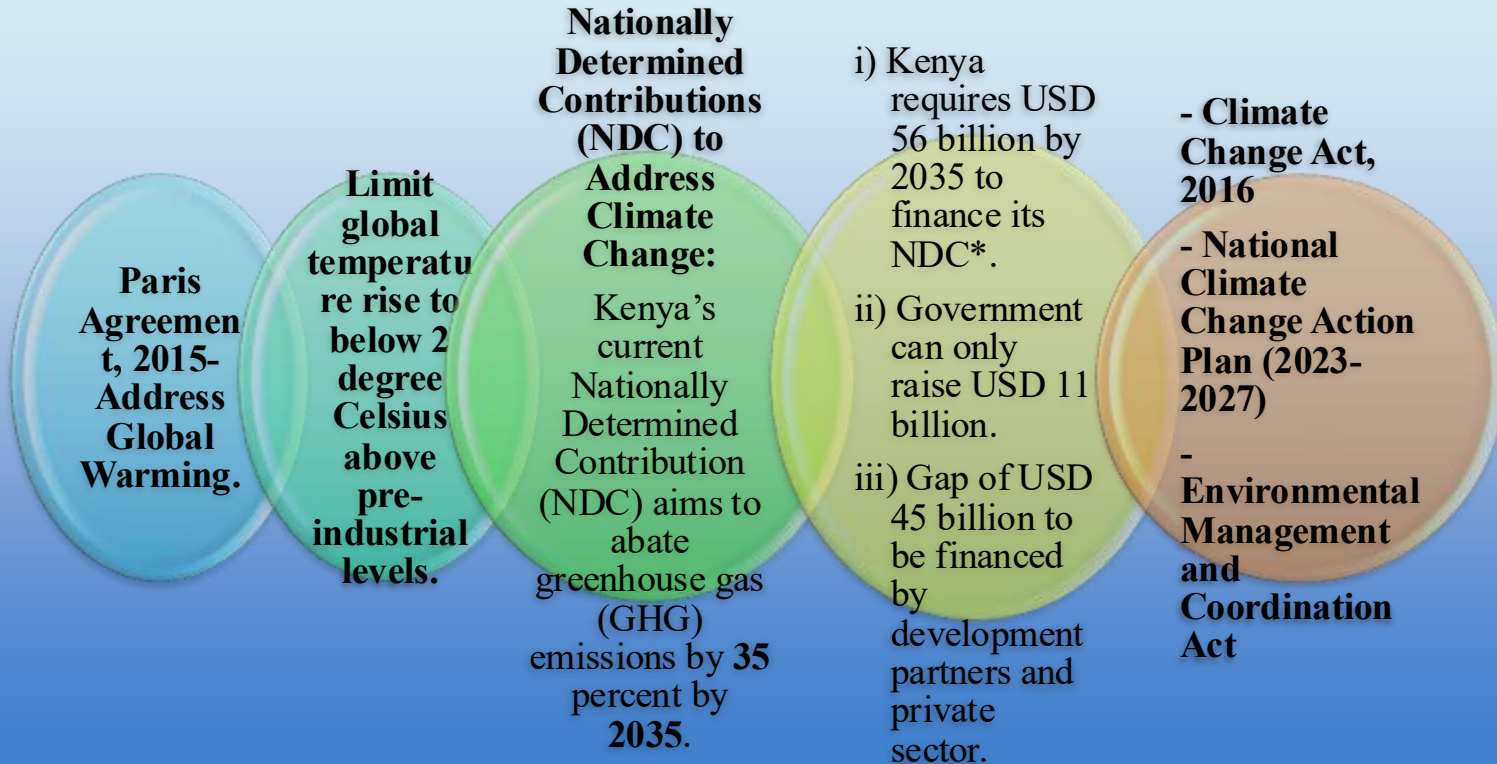 Paris
Agreemen
t, 2015-
Address
Global
Warming.
Limit
global
temperatu
re rise to
below 2
degree
Celsius
above
pre-
industrial
levels.
Nationally
Determined
Contributions
(NDC) to
Address
Climate
Change:
Kenya’s
current
Nationally
Determined
Contribution
(NDC) aims to
abate
greenhouse gas
(GHG)
emissions by 35
percent by
2035.
i) Kenya
requires USD
56 billion by
2035 to
finance its
NDC*.
ii) Government
can only
raise USD 11
billion.
iii) Gap of USD
45 billion to
be financed
by
development
partners and
private
sector.
- Climate
Change Act,
2016
- National
Climate
Change Action
Plan (2023-
2027)
-
Environmental
Management
and
Coordination
Act